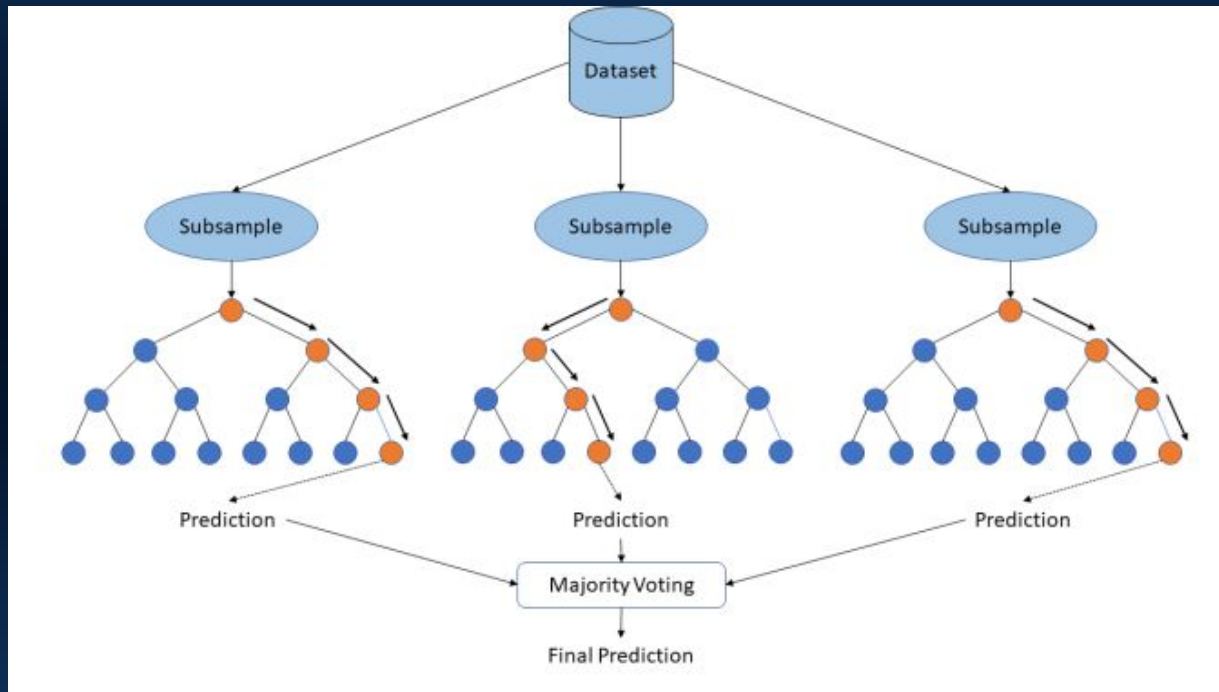 Dataset
Subsample
Subsample
Subsample
Prediction
Prediction
Prediction
Majority Voting
Final Prediction